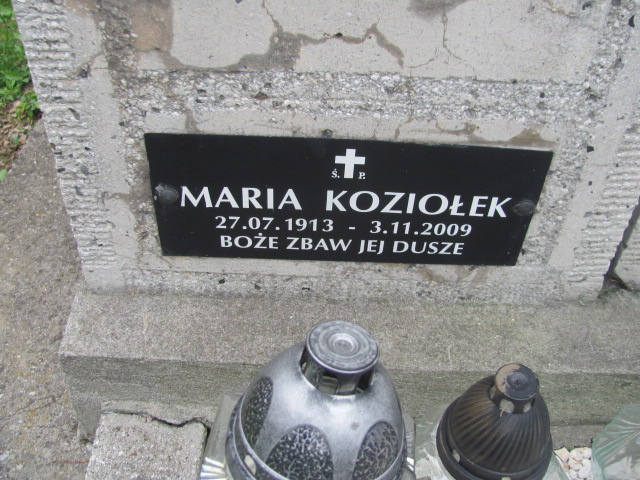 Ś. P.
MARIA KOZIOŁEK
27.07.1913 - 3.11.2009
BOŻE ZBAW JEJ DUSZE